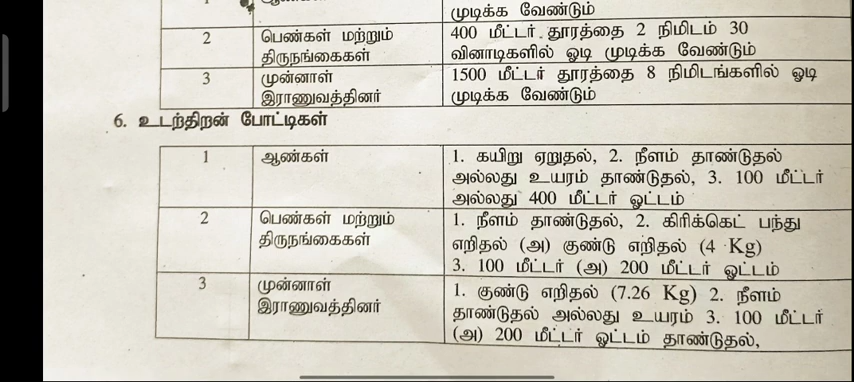 முடிக்க வேண்டும்
2 பெண்கள் மற்றும் திருநங்கைகள் 400 மீட்டர் தூரத்தை 2 நிமிடம் 30
வினாடிகளில் ஓடி முடிக்க வேண்டும்
3 முன்னாள் இராணுவத்தினர் 1500 மீட்டர் தூரத்தை 8 நிமிடங்களில் ஓடி
முடிக்க வேண்டும்
6. உடற்திறன் போட்டிகள்
1 ஆண்கள் 1. கயிறு ஏறுதல், 2. நீளம் தாண்டுதல்
அல்லது உயரம் தாண்டுதல், 3. 100 மீட்டர்
அல்லது 400 மீட்டர் ஓட்டம்
2 பெண்கள் மற்றும் திருநங்கைகள் 1. நீளம் தாண்டுதல், 2. கிரிக்கெட் பந்து
எறிதல் (அ) குண்டு எறிதல் (4 Kg)
3. 100 மீட்டர் (அ) 200 மீட்டர் ஓட்டம்
3 முன்னாள் இராணுவத்தினர் 1. குண்டு எறிதல் (7.26 Kg) 2. நீளம்
தாண்டுதல் அல்லது உயரம் 3. 100 மீட்டர்
(அ) 200 மீட்டர் ஓட்டம் தாண்டுதல்,